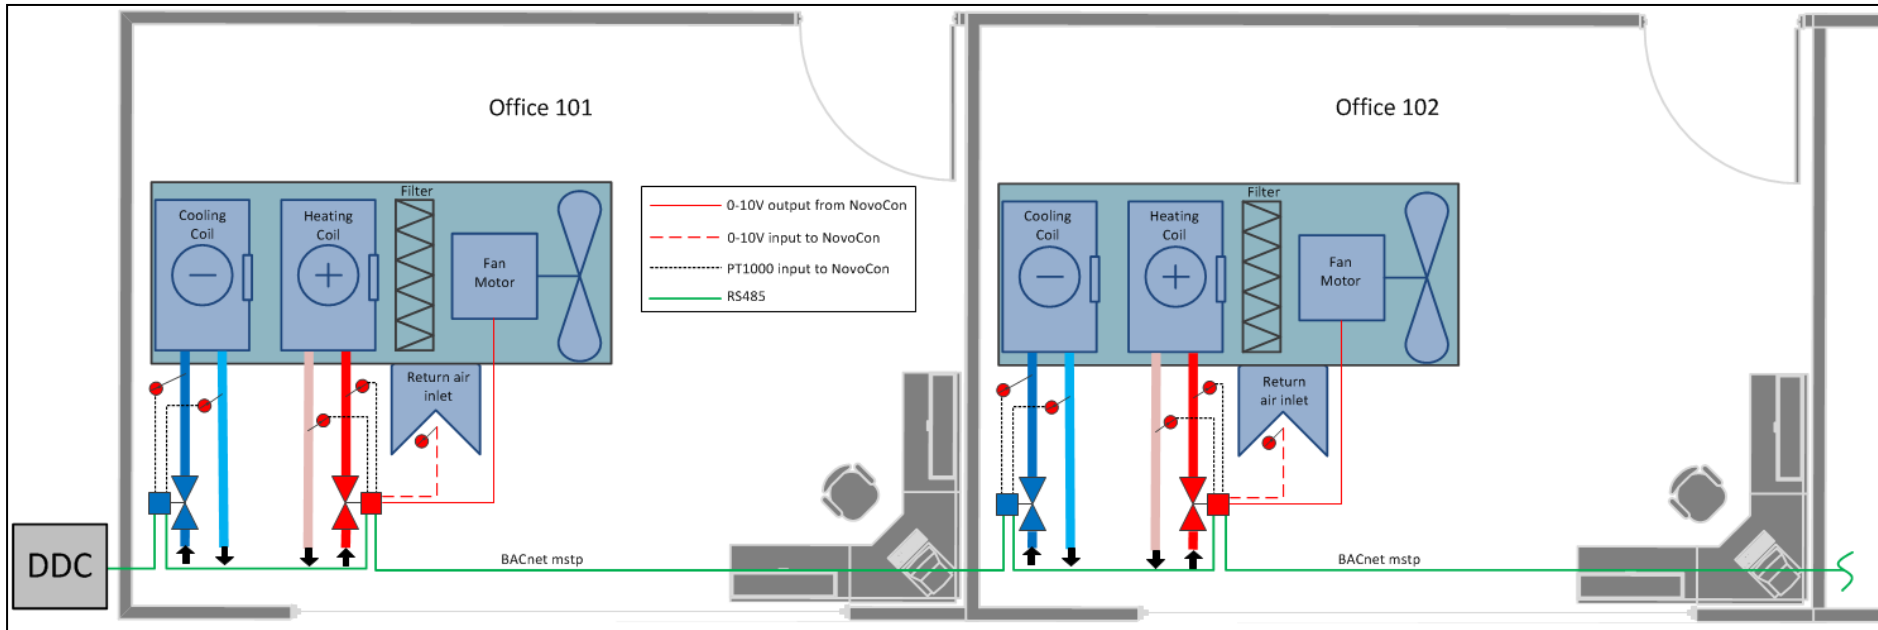 Office 101
Office 102
Filter
Cooling
Coil
Heating
Coil
Fan
Motor
Return air
inlet
0-10V output from NovoCon
0-10V input to NovoCon
PT1000 input to NovoCon
RS485
Filter
Cooling
Coil
Heating
Coil
Fan
Motor
Return
air inlet
DDC
BACnet mstp
BACnet mstp